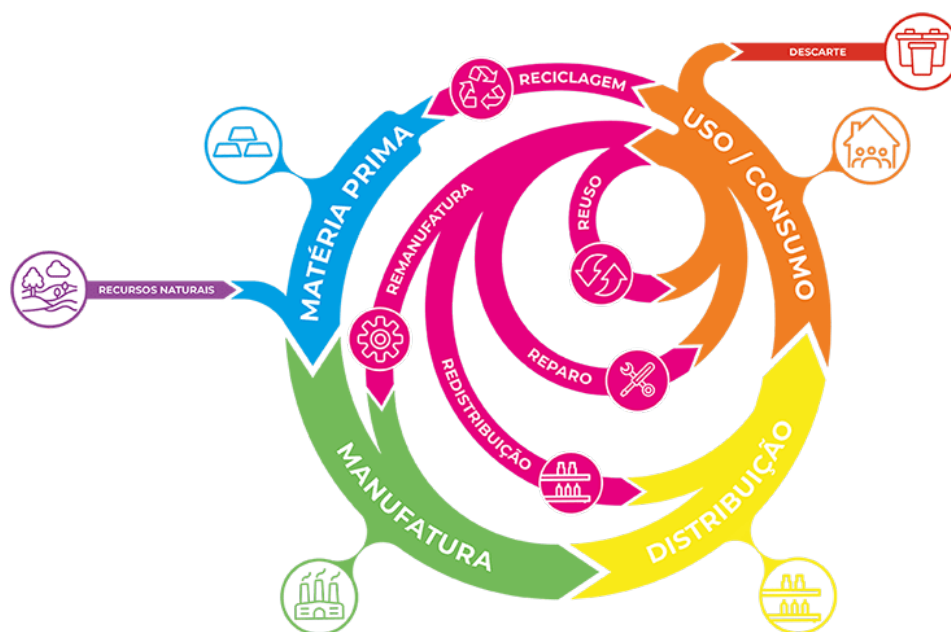 DESCARTE
RECICLAGEM
USO / CONSUMO
MATÉRIA PRIMA
REUSO
REMANUFATURA
RECURSOS NATURAIS
REPARO
REDISTRIBUIÇÃO
MANUFATURA
DISTRIBUIÇÃO